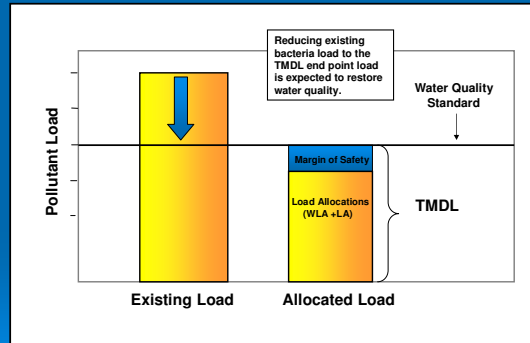 Reducing existing
bacteria load to the
TMDL end point load
is expected to restore
water quality.
Water Quality
Standard
Pollutant Load
Margin of Safety
Load Allocations
(WLA +LA)
TMDL
Existing Load
Allocated Load